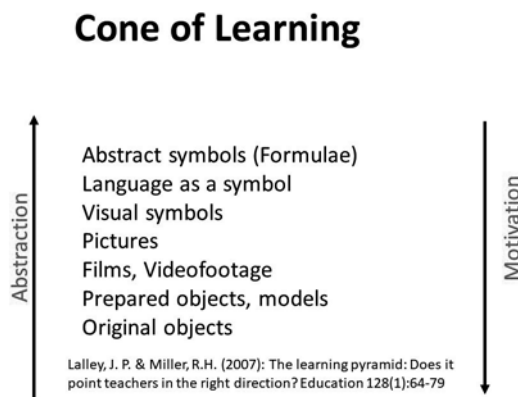 Cone of Learning
Abstraction
Abstract symbols (Formulae)
Language as a symbol
Visual symbols
Pictures
Films, Videofootage
Prepared objects, models
Original objects
Motivation
Lalley, J. P. & Miller, R.H. (2007): The learning pyramid: Does it
point teachers in the right direction? Education 128(1):64-79